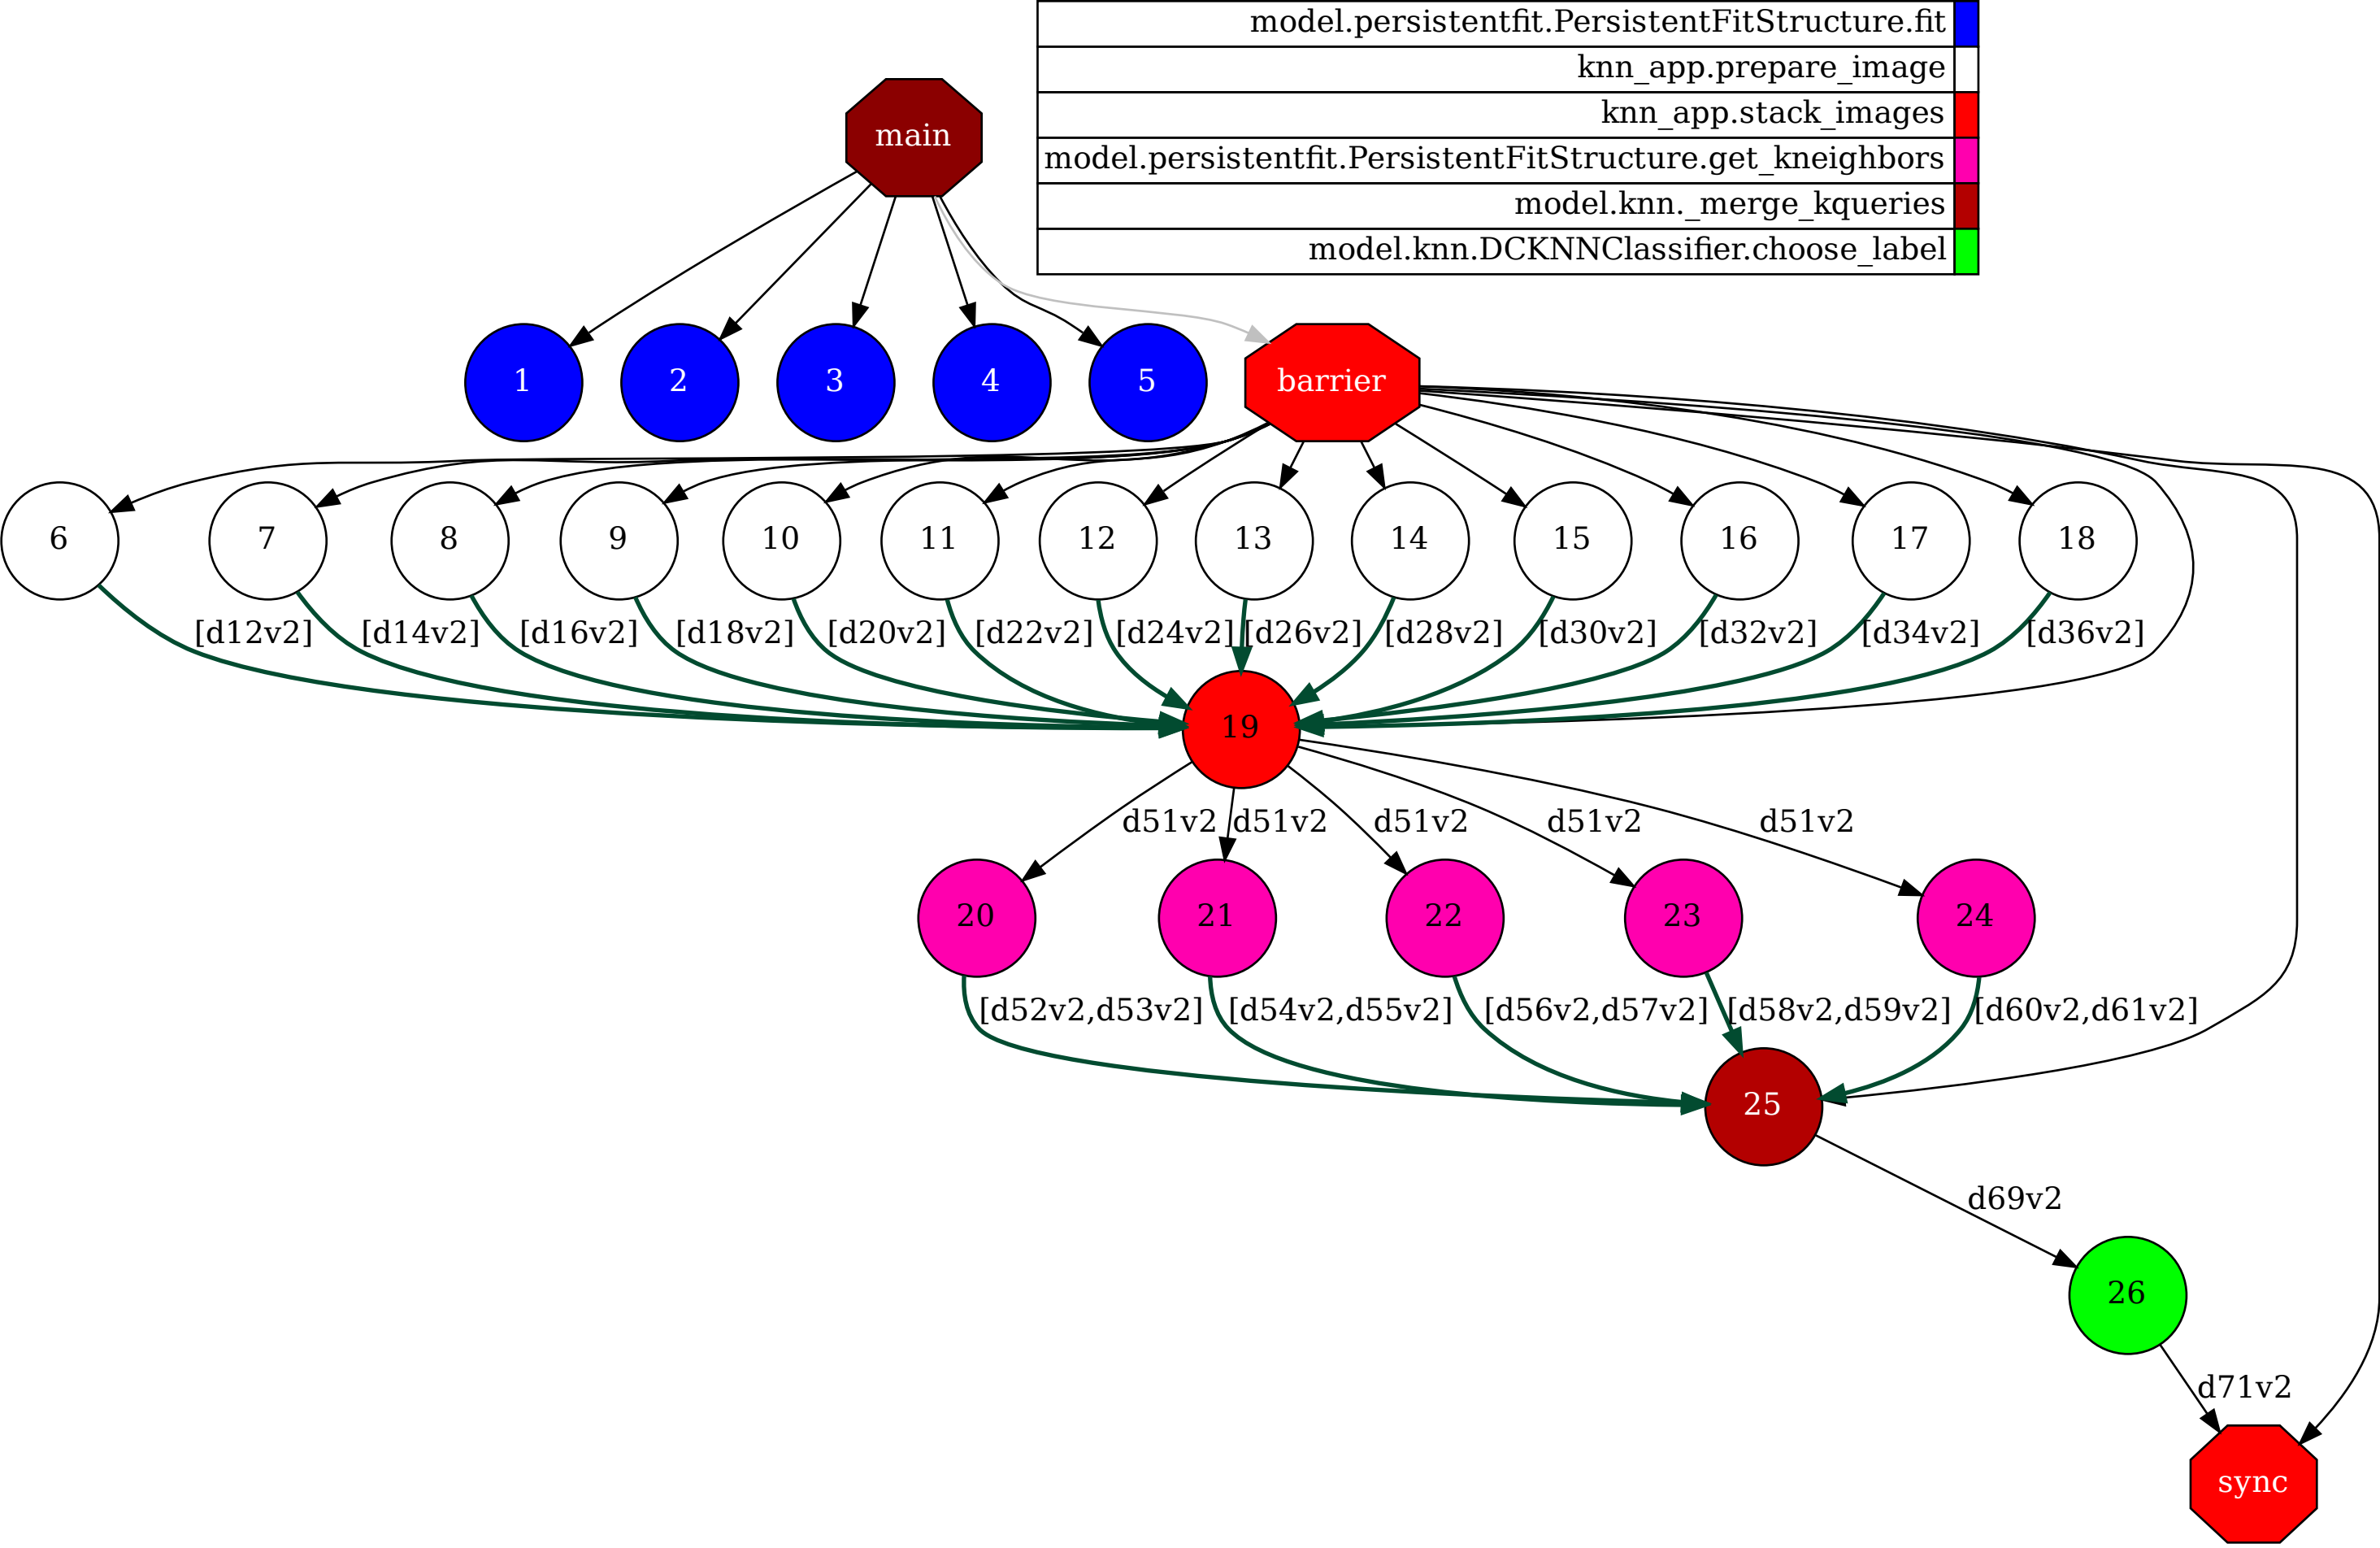 model.persistentfit.PersistentFitStructure.fit
knn_app.prepare_image
knn_app.stack_images
model.persistentfit.PersistentFitStructure.get_kneighbors
model.knn._merge_kqueries
model.knn.DCKNNClassifier.choose_label
main
1 2 3 4 5 barrier
6 7 8 9 10 11 12 13 14 15 16 17 18
[d12v2] [d14v2] [d16v2] [d18v2] [d20v2] [d22v2] [d24v2] [d26v2] [d28v2] [d30v2] [d32v2] [d34v2] [d36v2]
19
d51v2 d51v2 d51v2 d51v2 d51v2
20 21 22 23 24
[d52v2,d53v2] [d54v2,d55v2] [d56v2,d57v2] [d58v2,d59v2] [d60v2,d61v2]
25
d69v2
26
d71v2
sync